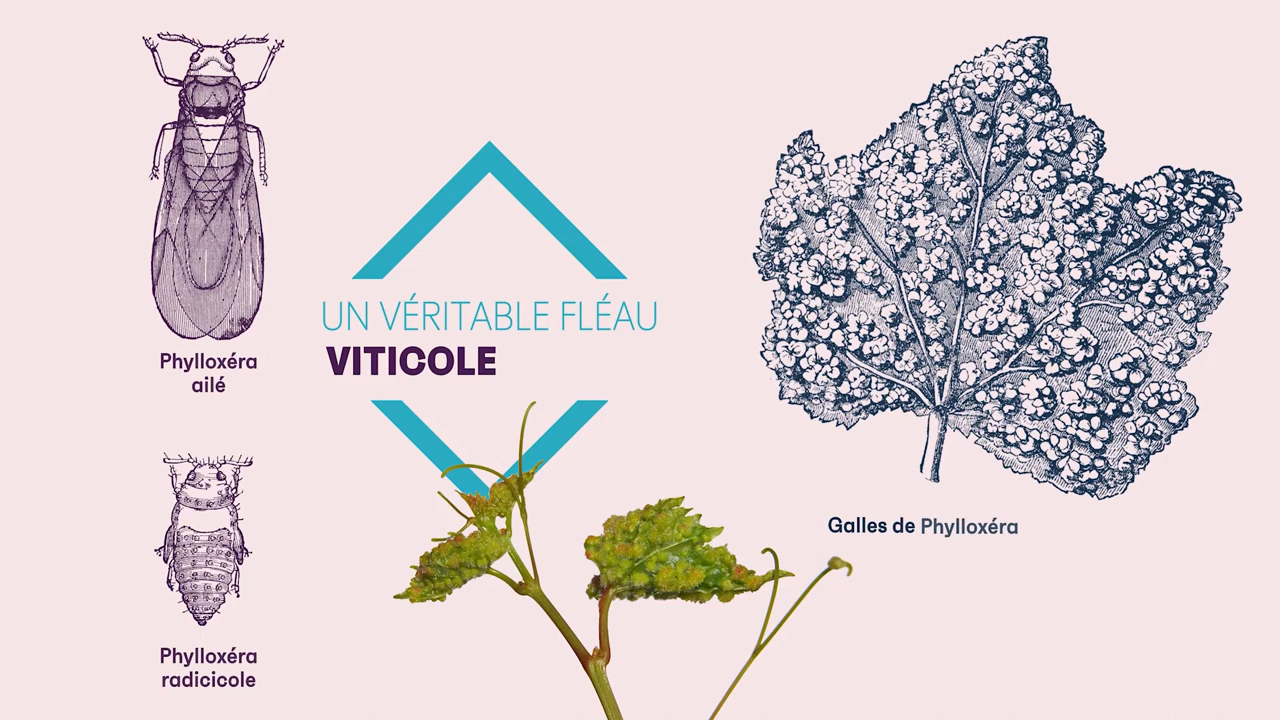 Phylloxéra
ailé
UN VÉRITABLE FLÉAU
VITICOLE
Phylloxéra
radicicole
Galles de Phylloxéra